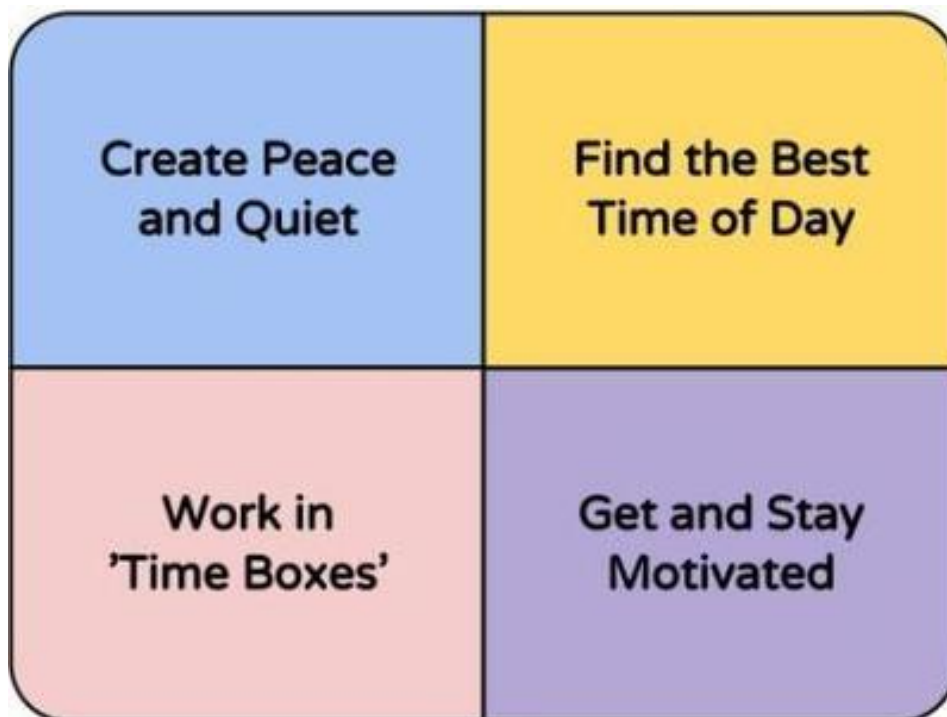 Create Peace
and Quiet
Find the Best
Time of Day
Work in
’Time Boxes’
Get and Stay
Motivated